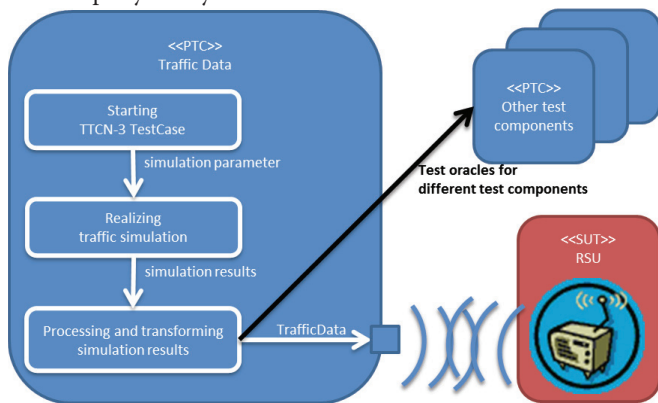 <<PTC>>
Traffic Data
Starting
TTCN-3 TestCase
simulation parameter
Realizing
traffic simulation
simulation results
Processing and transforming
simulation results
TrafficData
<<PTC>>
Other test
components
Test oracles for
different test components
<<SUT>>
RSU